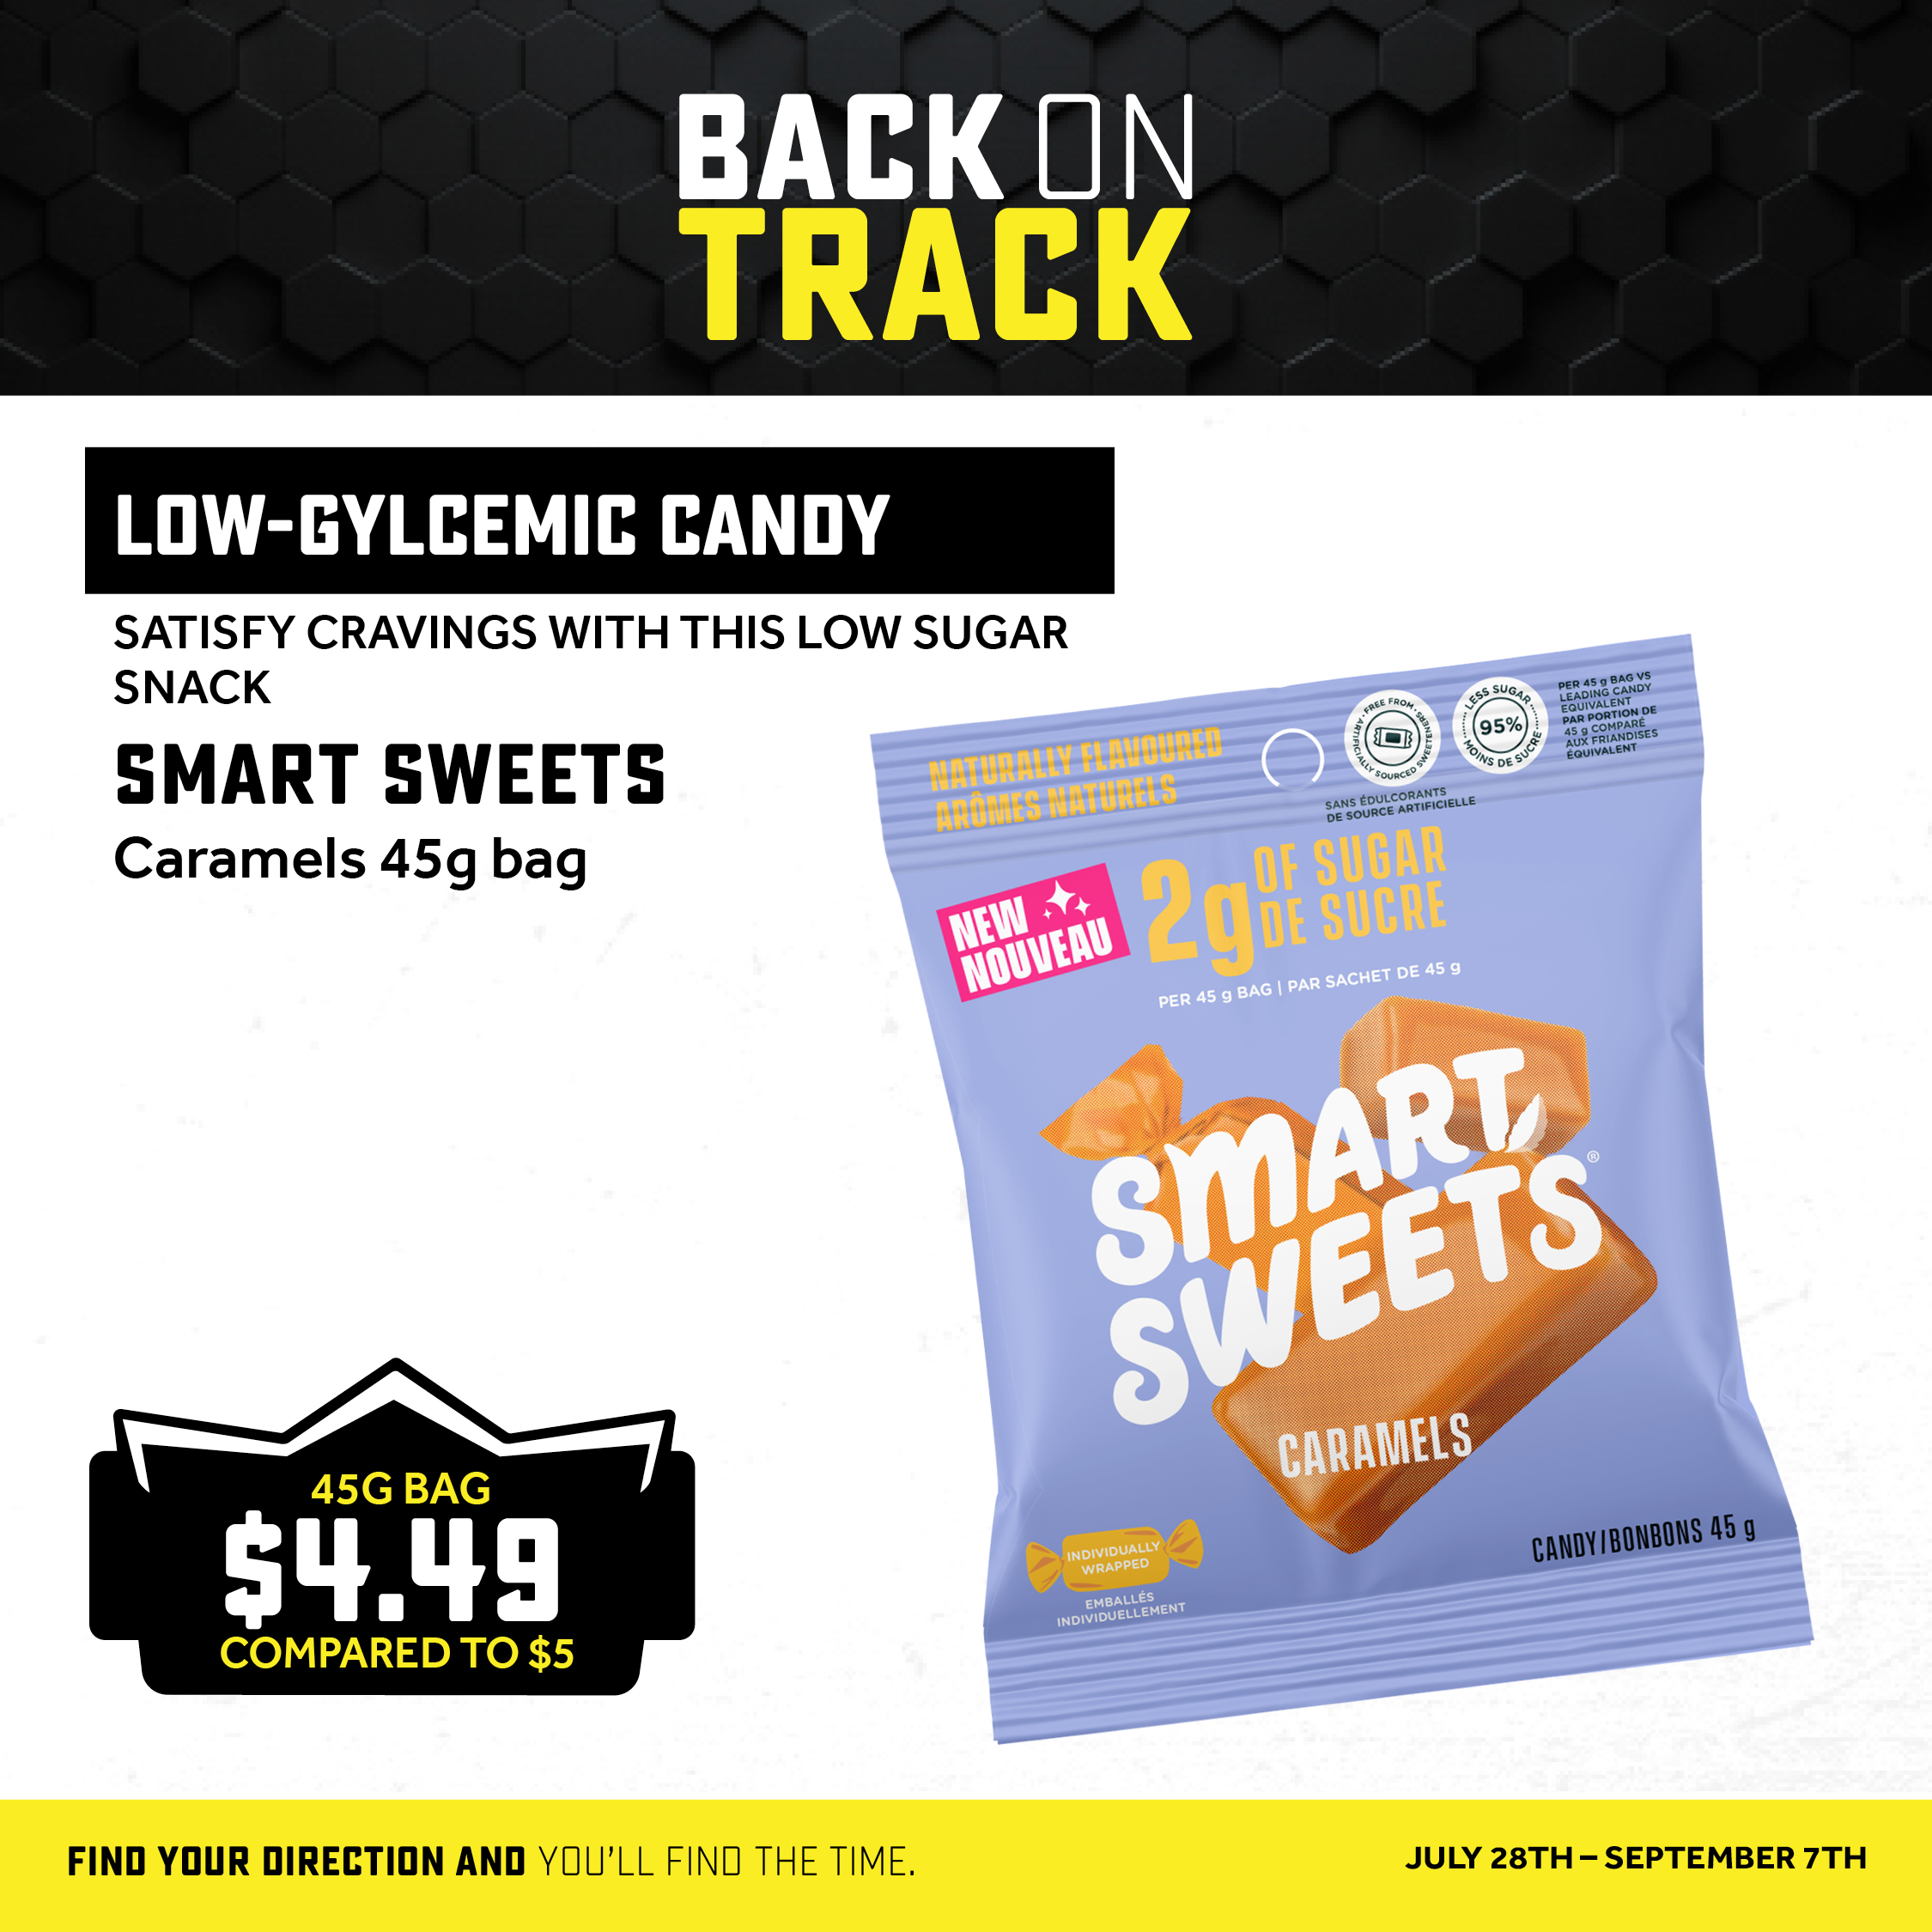 BACK ON
TRACK
LOW-GYLCEMIC CANDY
SATISFY CRAVINGS WITH THIS LOW SUGAR
SNACK
SMART SWEETS
Caramels 45g bag
NATURALLY FLAVOURED
ARÔMES NATURELS
FREE FROM
ARTIFICIALLY SOURCED SWEETENERS
SANS ÉDULCORANTS
DE SOURCE ARTIFICIELLE
LESS SUGAR
95%
MOINS DE SUCRE
PER 45 g BAG VS
LEADING CANDY
EQUIVALENT
PAR PORTION DE
45 g COMPARÉ
AUX FRIANDISES
ÉQUIVALENT
NEW
NOUVEAU
2g OF SUGAR
DE SUCRE
PER 45 g BAG | PAR SACHET DE 45 g
SMART
SWEETS®
CARAMELS
INDIVIDUALLY
WRAPPED
EMBALLÉS
INDIVIDUELLEMENT
CANDY/BONBONS 45 g
45G BAG
$4.49
COMPARED TO $5
FIND YOUR DIRECTION AND YOU'LL FIND THE TIME.
JULY 28TH – SEPTEMBER 7TH